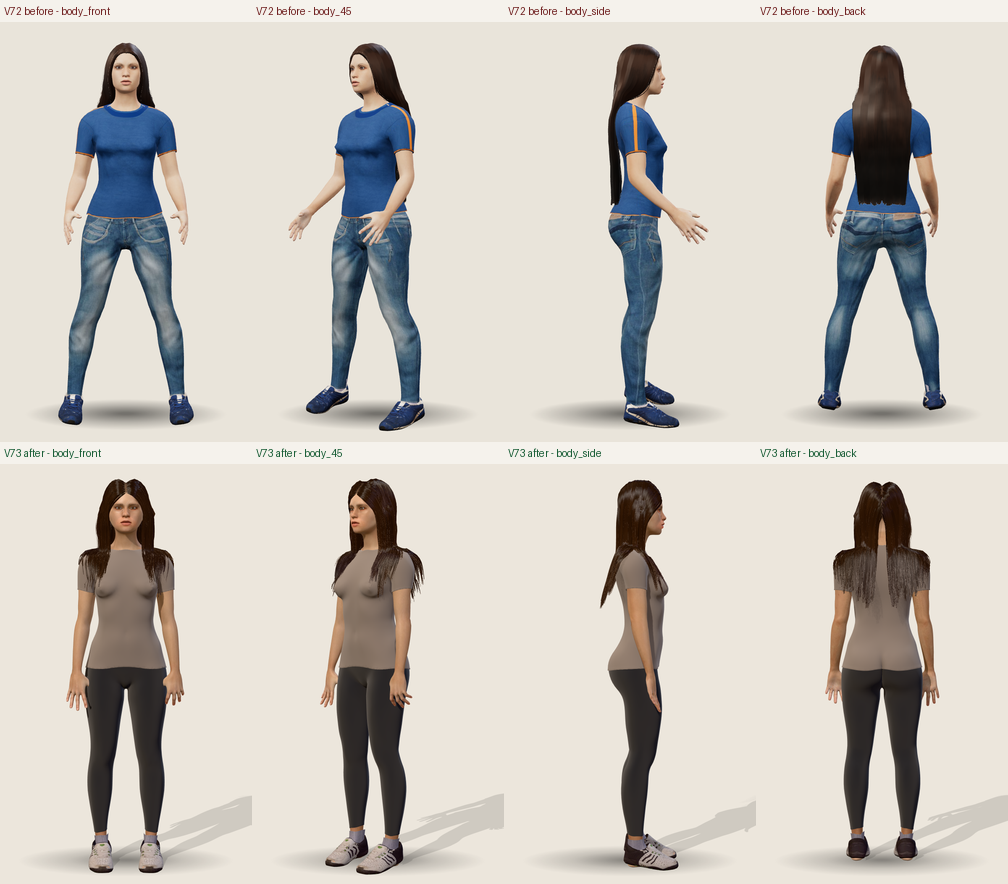 V72 before - body_front
V72 before - body_45
V72 before - body_side
V72 before - body_back
V73 after - body_front
V73 after - body_45
V73 after - body_side
V73 after - body_back